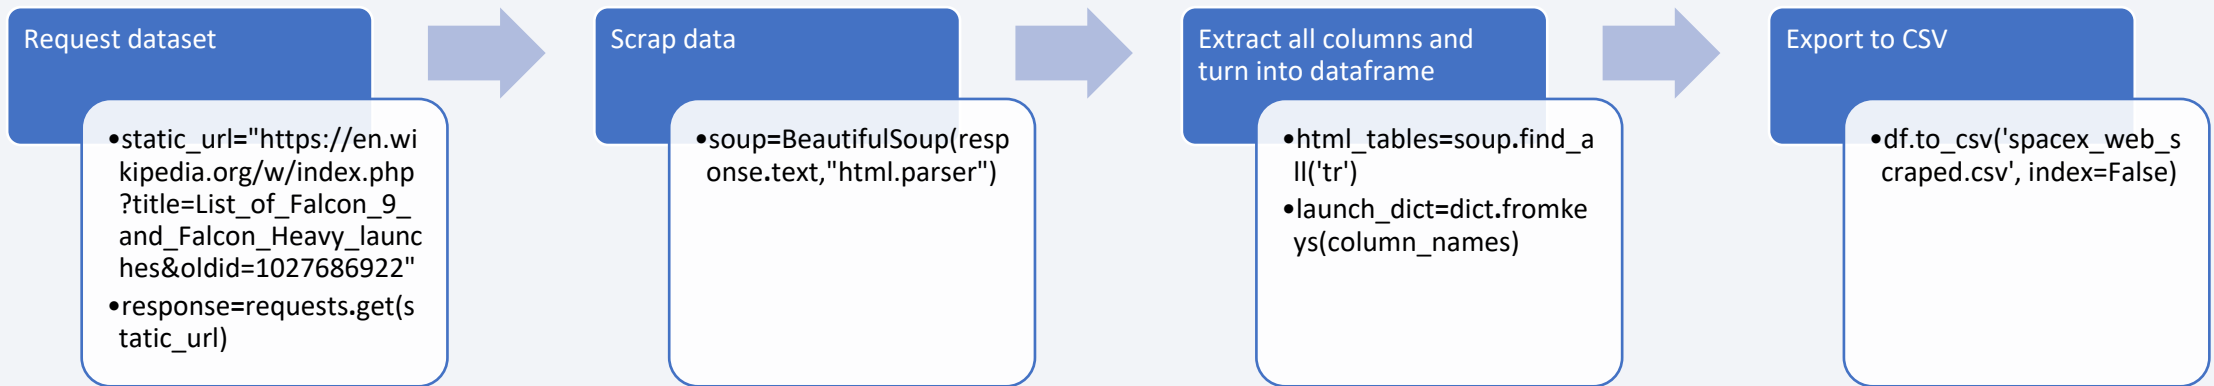 Request dataset
•static_url="https://en.wi
kipedia.org/w/index.php
?title=List_of_Falcon_9_
and_Falcon_Heavy_launc
hes&oldid=1027686922"
•response=requests.get(s
tatic_url)
Scrap data
•soup=BeautifulSoup(resp
onse.text,"html.parser")
Extract all columns and
turn into dataframe
•html_tables=soup.find_a
ll('tr')
•launch_dict=dict.fromke
ys(column_names)
Export to CSV
•df.to_csv('spacex_web_s
craped.csv', index=False)